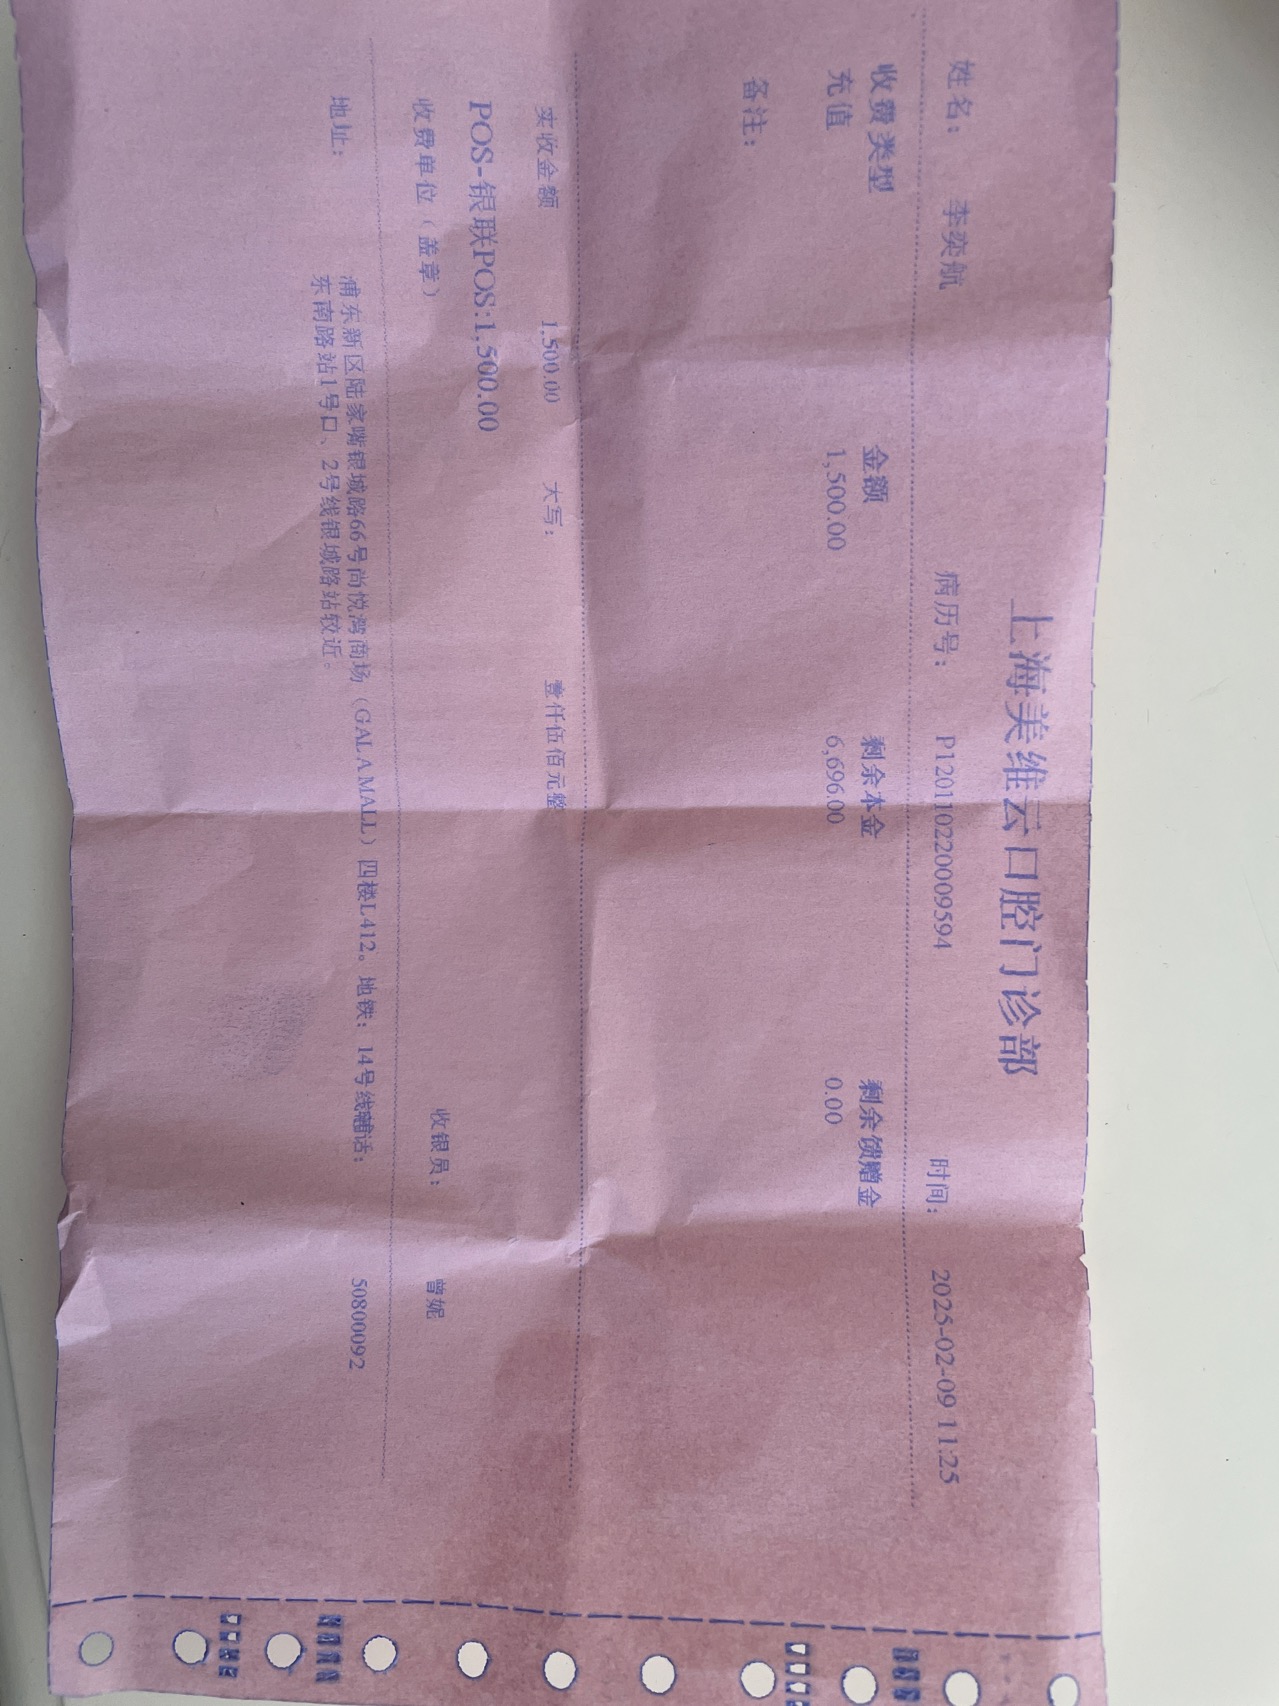 上海美维云口腔门诊部
姓名： 李奕航 病历号： P1201102200009594 时间： 2025-02-09 11:25
收费类型 金额 剩余本金 剩余馈赠金
充值 1,500.00 6,696.00 0.00
备注：
实收金额 1,500.00 大写： 壹仟伍佰元整
POS-银联POS:1,500.00
收费单位（盖章） 收银员： 曾妮
地址： 浦东新区陆家嘴银城路66号尚悦湾商场（GALAMALL）四楼L412。地铁：14号线 电话： 50800092
东南路站1号口、2号线银城路站较近。